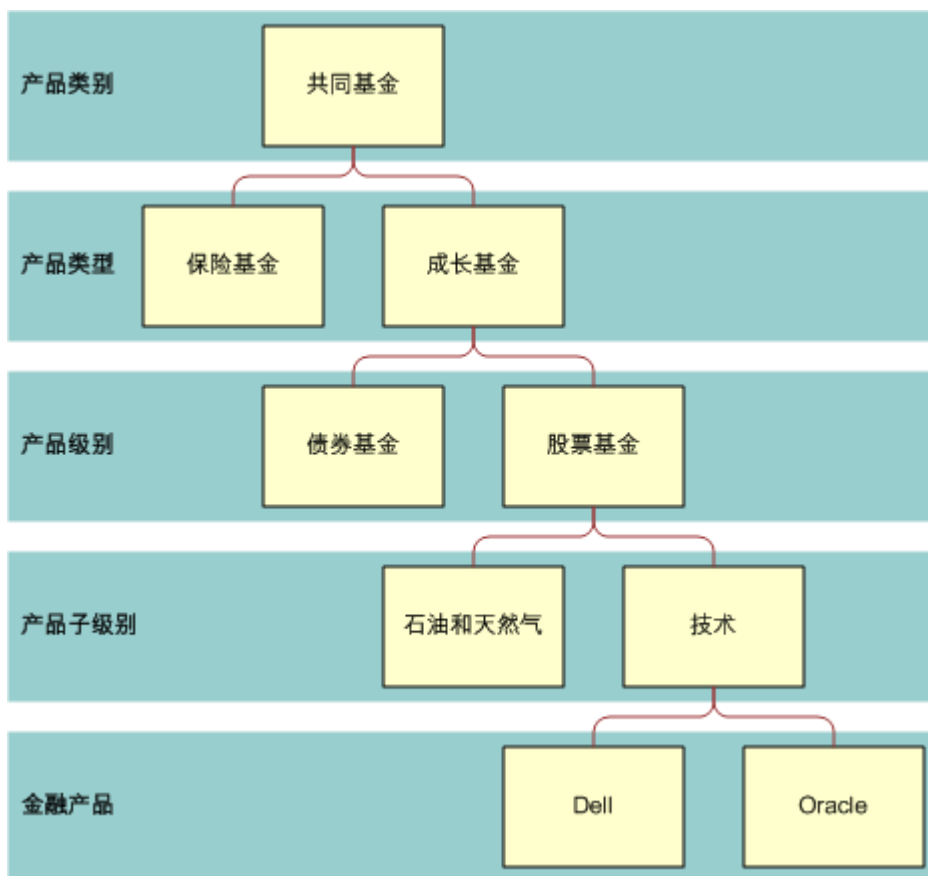 产品类别
共同基金
产品类型
保险基金
成长基金
产品级别
债券基金
股票基金
产品子级别
石油和天然气
技术
金融产品
Dell
Oracle